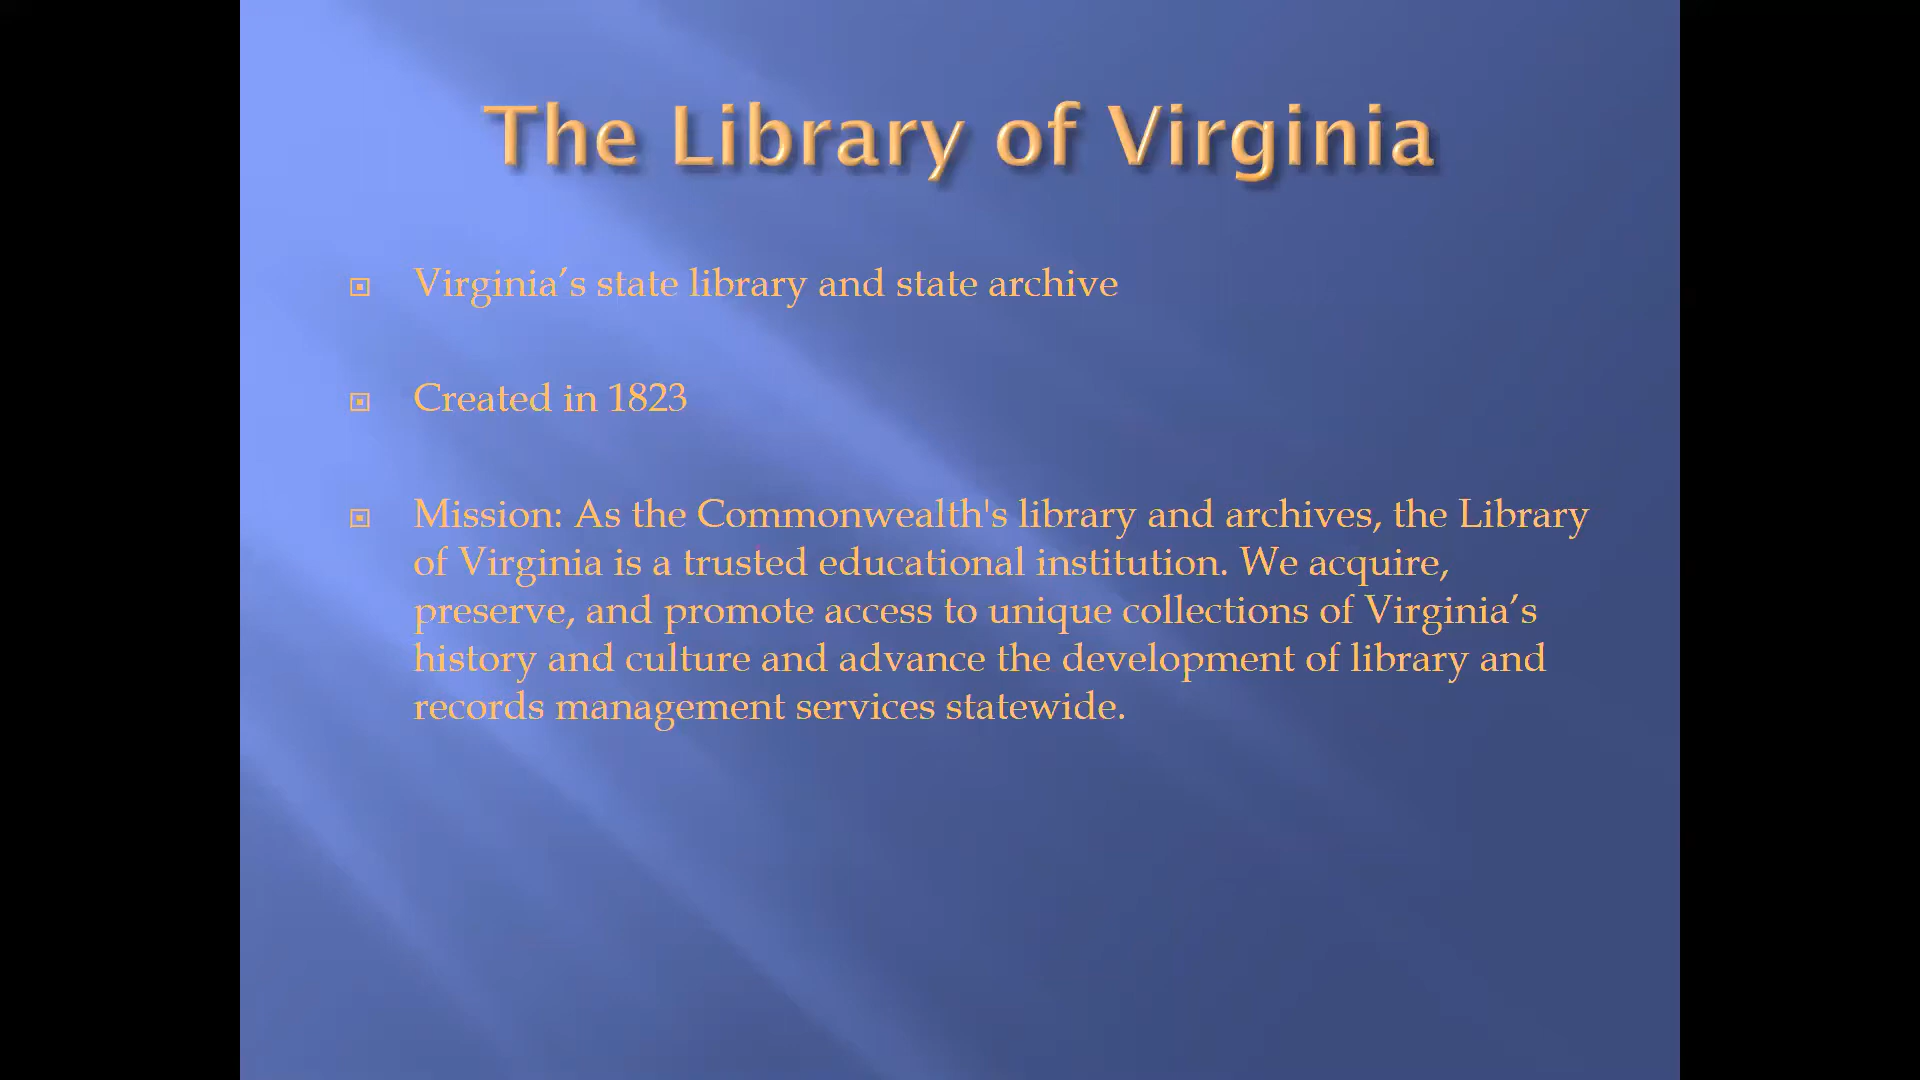 The Library of Virginia
Virginia’s state library and state archive
Created in 1823
Mission: As the Commonwealth's library and archives, the Library
of Virginia is a trusted educational institution. We acquire,
preserve, and promote access to unique collections of Virginia’s
history and culture and advance the development of library and
records management services statewide.